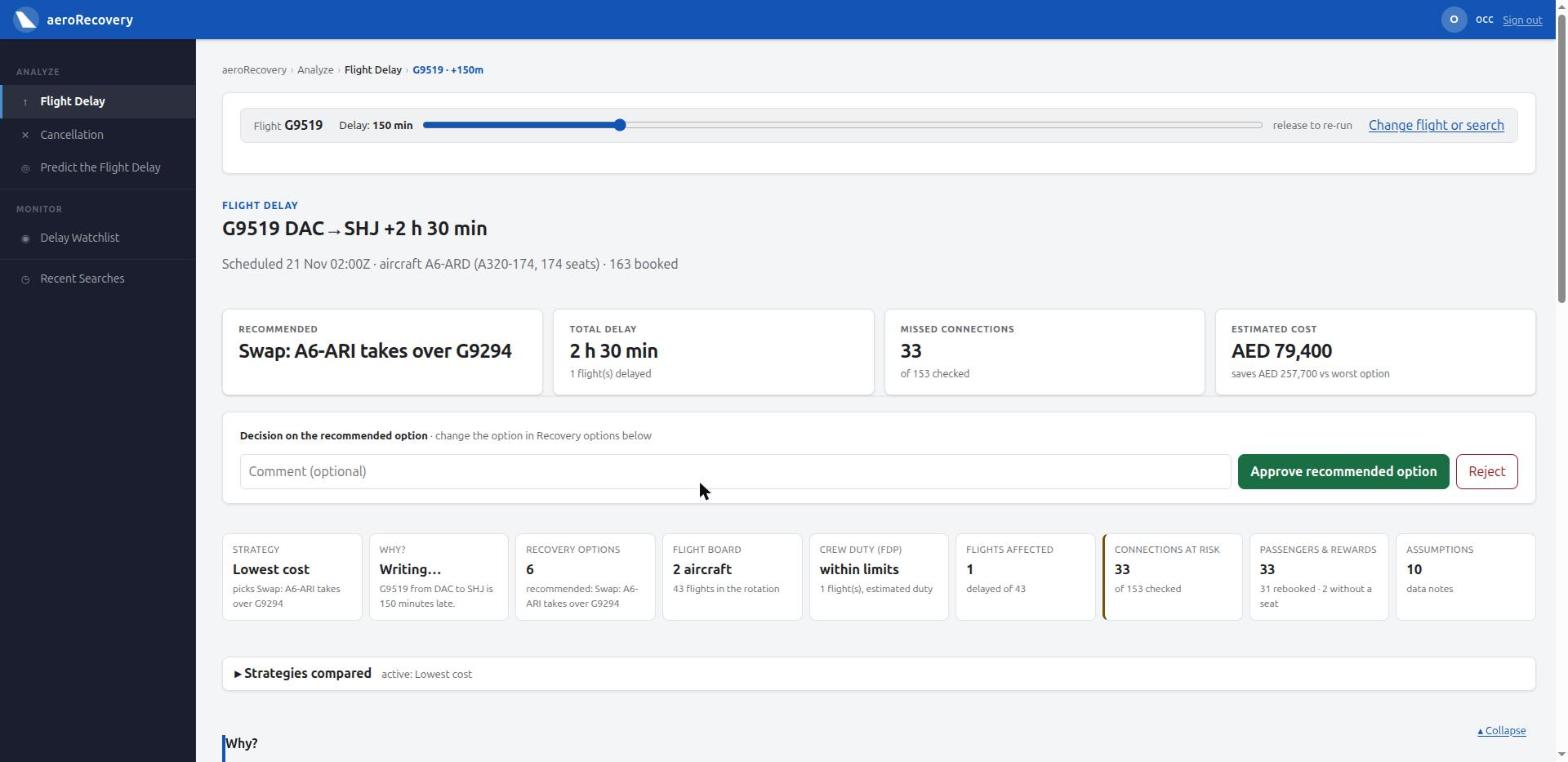 aeroRecovery
O OCC Sign out
ANALYZE
↑ Flight Delay
✕ Cancellation
◎ Predict the Flight Delay
MONITOR
◉ Delay Watchlist
◷ Recent Searches
aeroRecovery › Analyze › Flight Delay › G9519 · +150m
Flight G9519 Delay: 150 min release to re-run Change flight or search
FLIGHT DELAY
G9519 DAC→SHJ +2 h 30 min
Scheduled 21 Nov 02:00Z · aircraft A6-ARD (A320-174, 174 seats) · 163 booked
RECOMMENDED
Swap: A6-ARI takes over G9294
TOTAL DELAY
2 h 30 min
1 flight(s) delayed
MISSED CONNECTIONS
33
of 153 checked
ESTIMATED COST
AED 79,400
saves AED 257,700 vs worst option
Decision on the recommended option · change the option in Recovery options below
Comment (optional) Approve recommended option Reject
STRATEGY
Lowest cost
picks Swap: A6-ARI takes
over G9294
WHY?
Writing…
G9519 from DAC to SHJ is
150 minutes late.
RECOVERY OPTIONS
6
recommended: Swap: A6-
ARI takes over G9294
FLIGHT BOARD
2 aircraft
43 flights in the rotation
CREW DUTY (FDP)
within limits
1 flight(s), estimated duty
FLIGHTS AFFECTED
1
delayed of 43
CONNECTIONS AT RISK
33
of 153 checked
PASSENGERS & REWARDS
33
31 rebooked · 2 without a
seat
ASSUMPTIONS
10
data notes
▸ Strategies compared active: Lowest cost
▴ Collapse
Why?